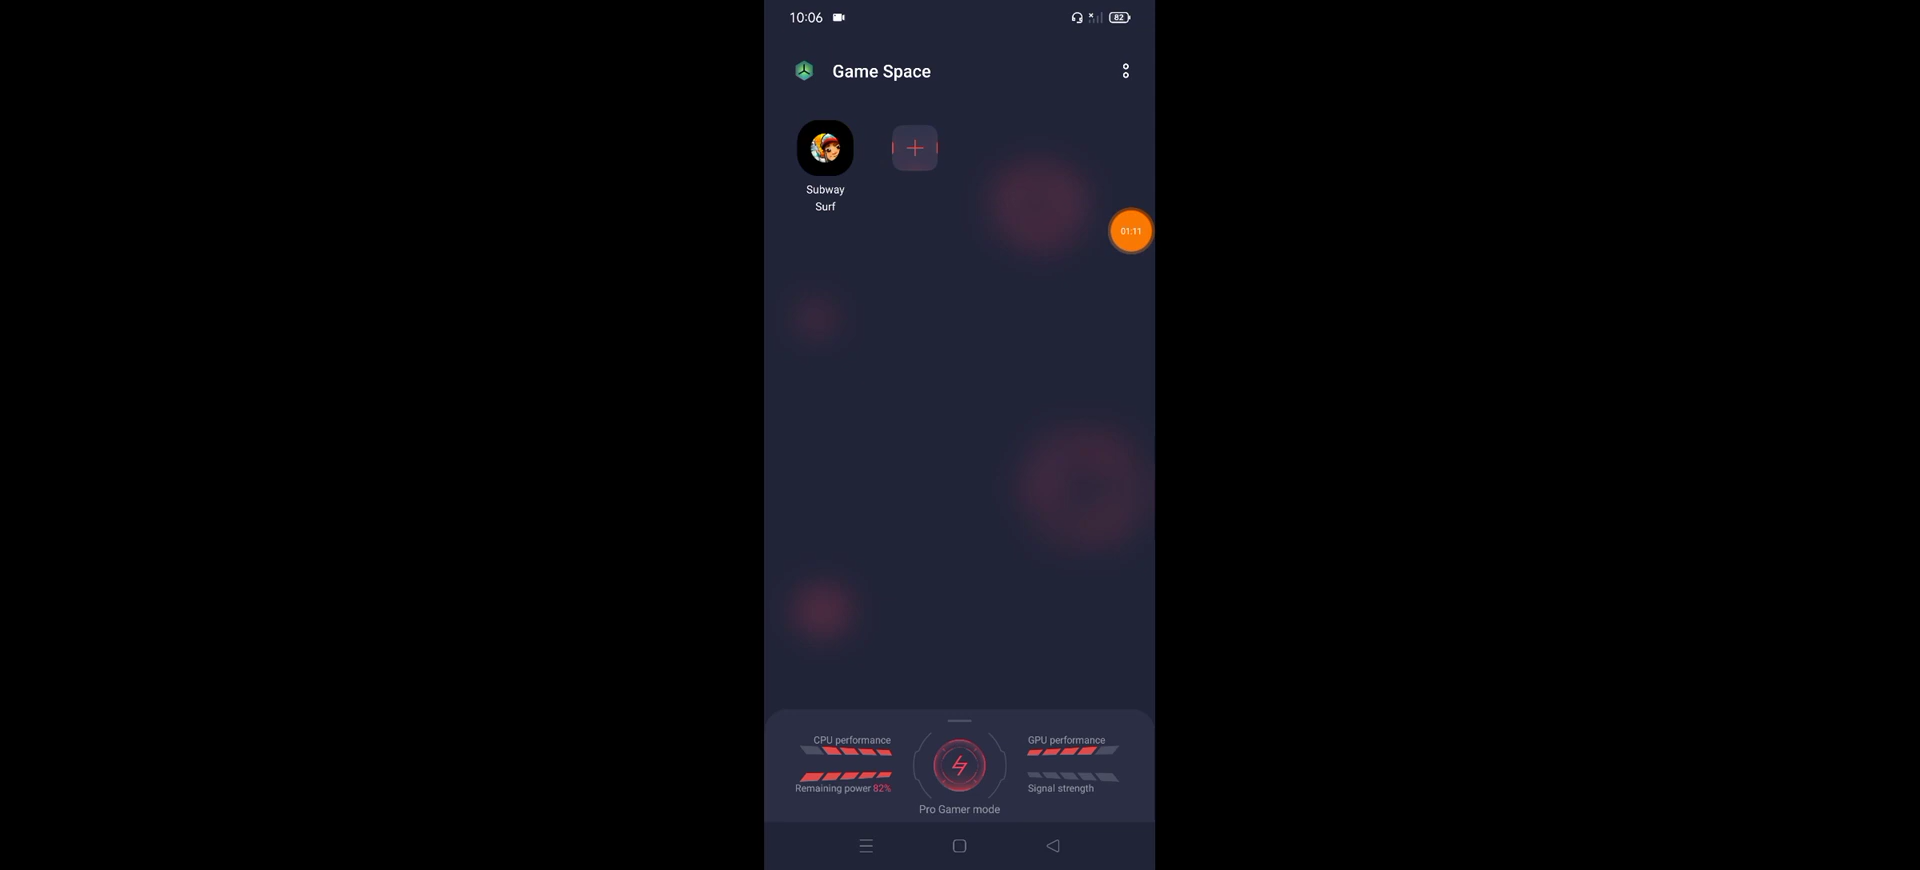 10:06
82
Game Space
Subway
Surf
01:11
CPU performance
GPU performance
Remaining power 82%
Signal strength
Pro Gamer mode